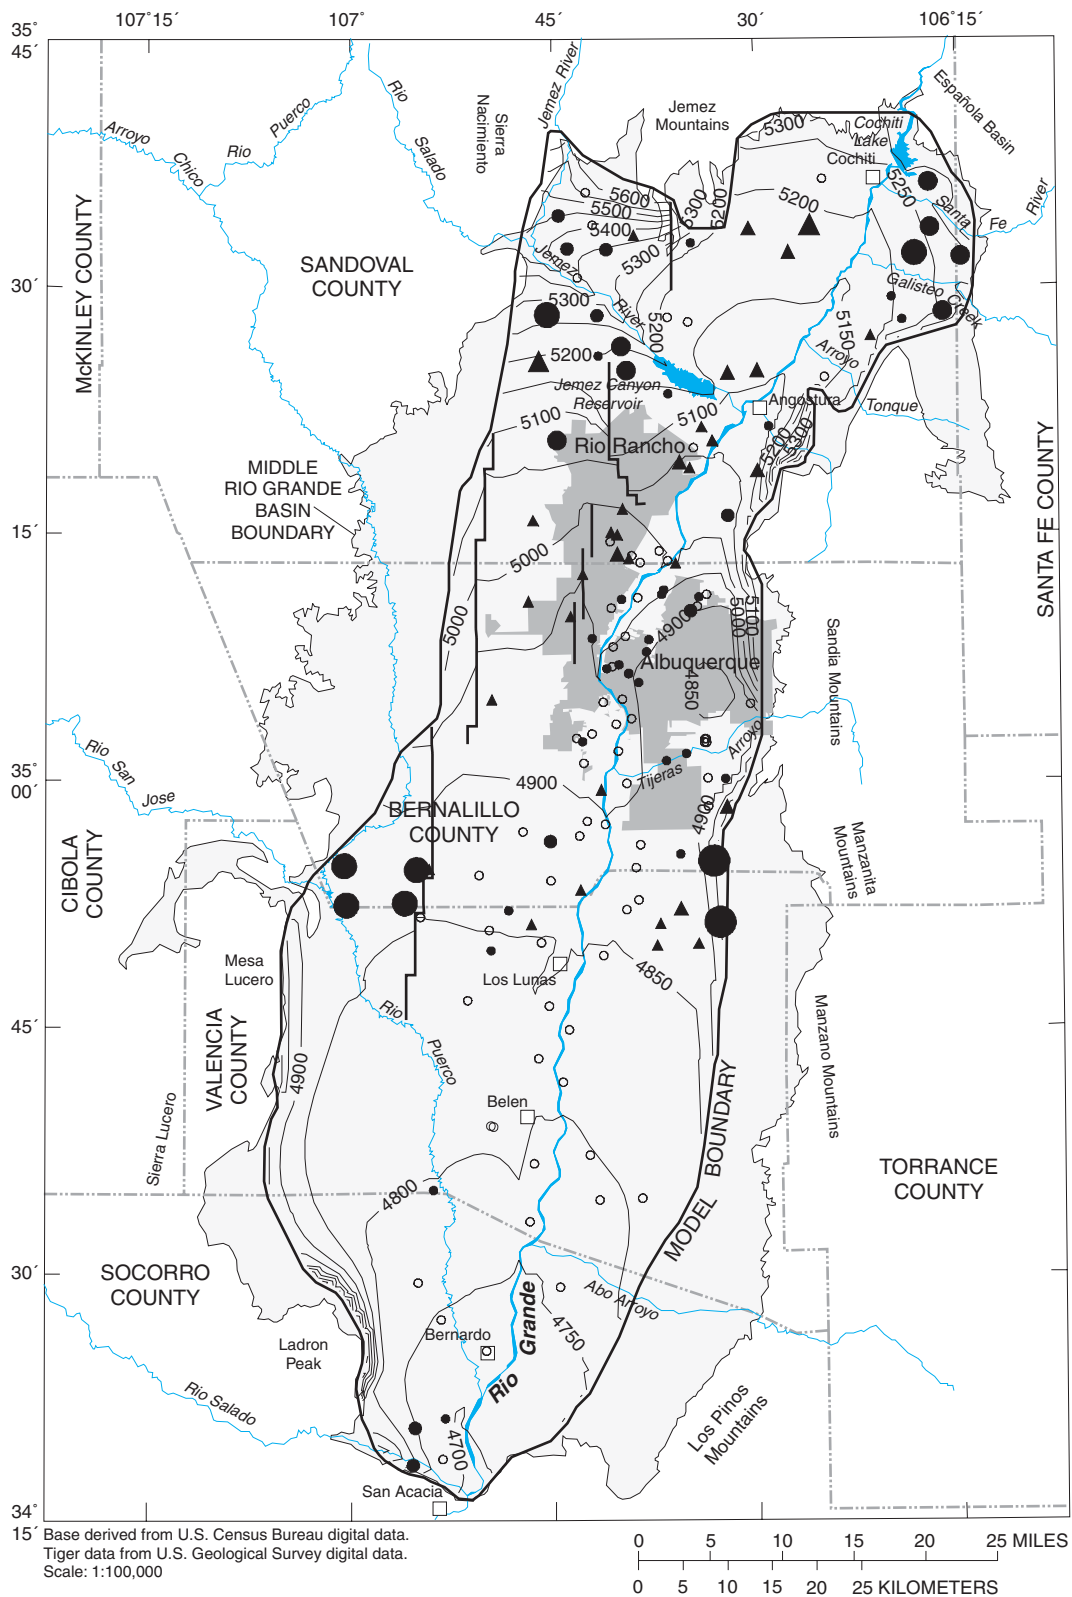 107°15´
107°
45´
30´
106°15´
35°
45´
Rio
Puerco
Arroyo
Chico
Rio
Rio
Salado
Sierra
Nacimiento
Jemez River
Jemez
Mountains
5300
Cochiti
Lake
Cochiti
Española Basin
5250
Santa
Fe
River
McKINLEY COUNTY
SANDOVAL
COUNTY
5600
5500
5400
5300
5300
5200
5200
Jemez
River
30´
5300
5200
5200
Galisteo Creek
5150
Arroyo
Tonque
Jemez Canyon
Reservoir
5100
5100
Angostura
5200
5300
Rio Rancho
MIDDLE
RIO GRANDE
BASIN
BOUNDARY
SANTA FE COUNTY
15´
5000
5000
4900
5000
5100
Albuquerque
4850
Sandia Mountains
Rio San
Jose
35°
00´
4900
Tijeras
Arroyo
4900
BERNALILLO
COUNTY
CIBOLA
COUNTY
Manzanita
Mountains
Mesa
Lucero
Los Lunas
4850
Rio
Puerco
45´
VALENCIA
COUNTY
4900
Manzano Mountains
Sierra Lucero
Belen
MODEL BOUNDARY
TORRANCE
COUNTY
4800
30´
SOCORRO
COUNTY
Abo Arroyo
4750
Rio Grande
Bernardo
Ladron
Peak
Rio Salado
Los Pinos
Mountains
4700
San Acacia
34°
15´
Base derived from U.S. Census Bureau digital data.
Tiger data from U.S. Geological Survey digital data.
Scale: 1:100,000
0 5 10 15 20 25 MILES
0 5 10 15 20 25 KILOMETERS